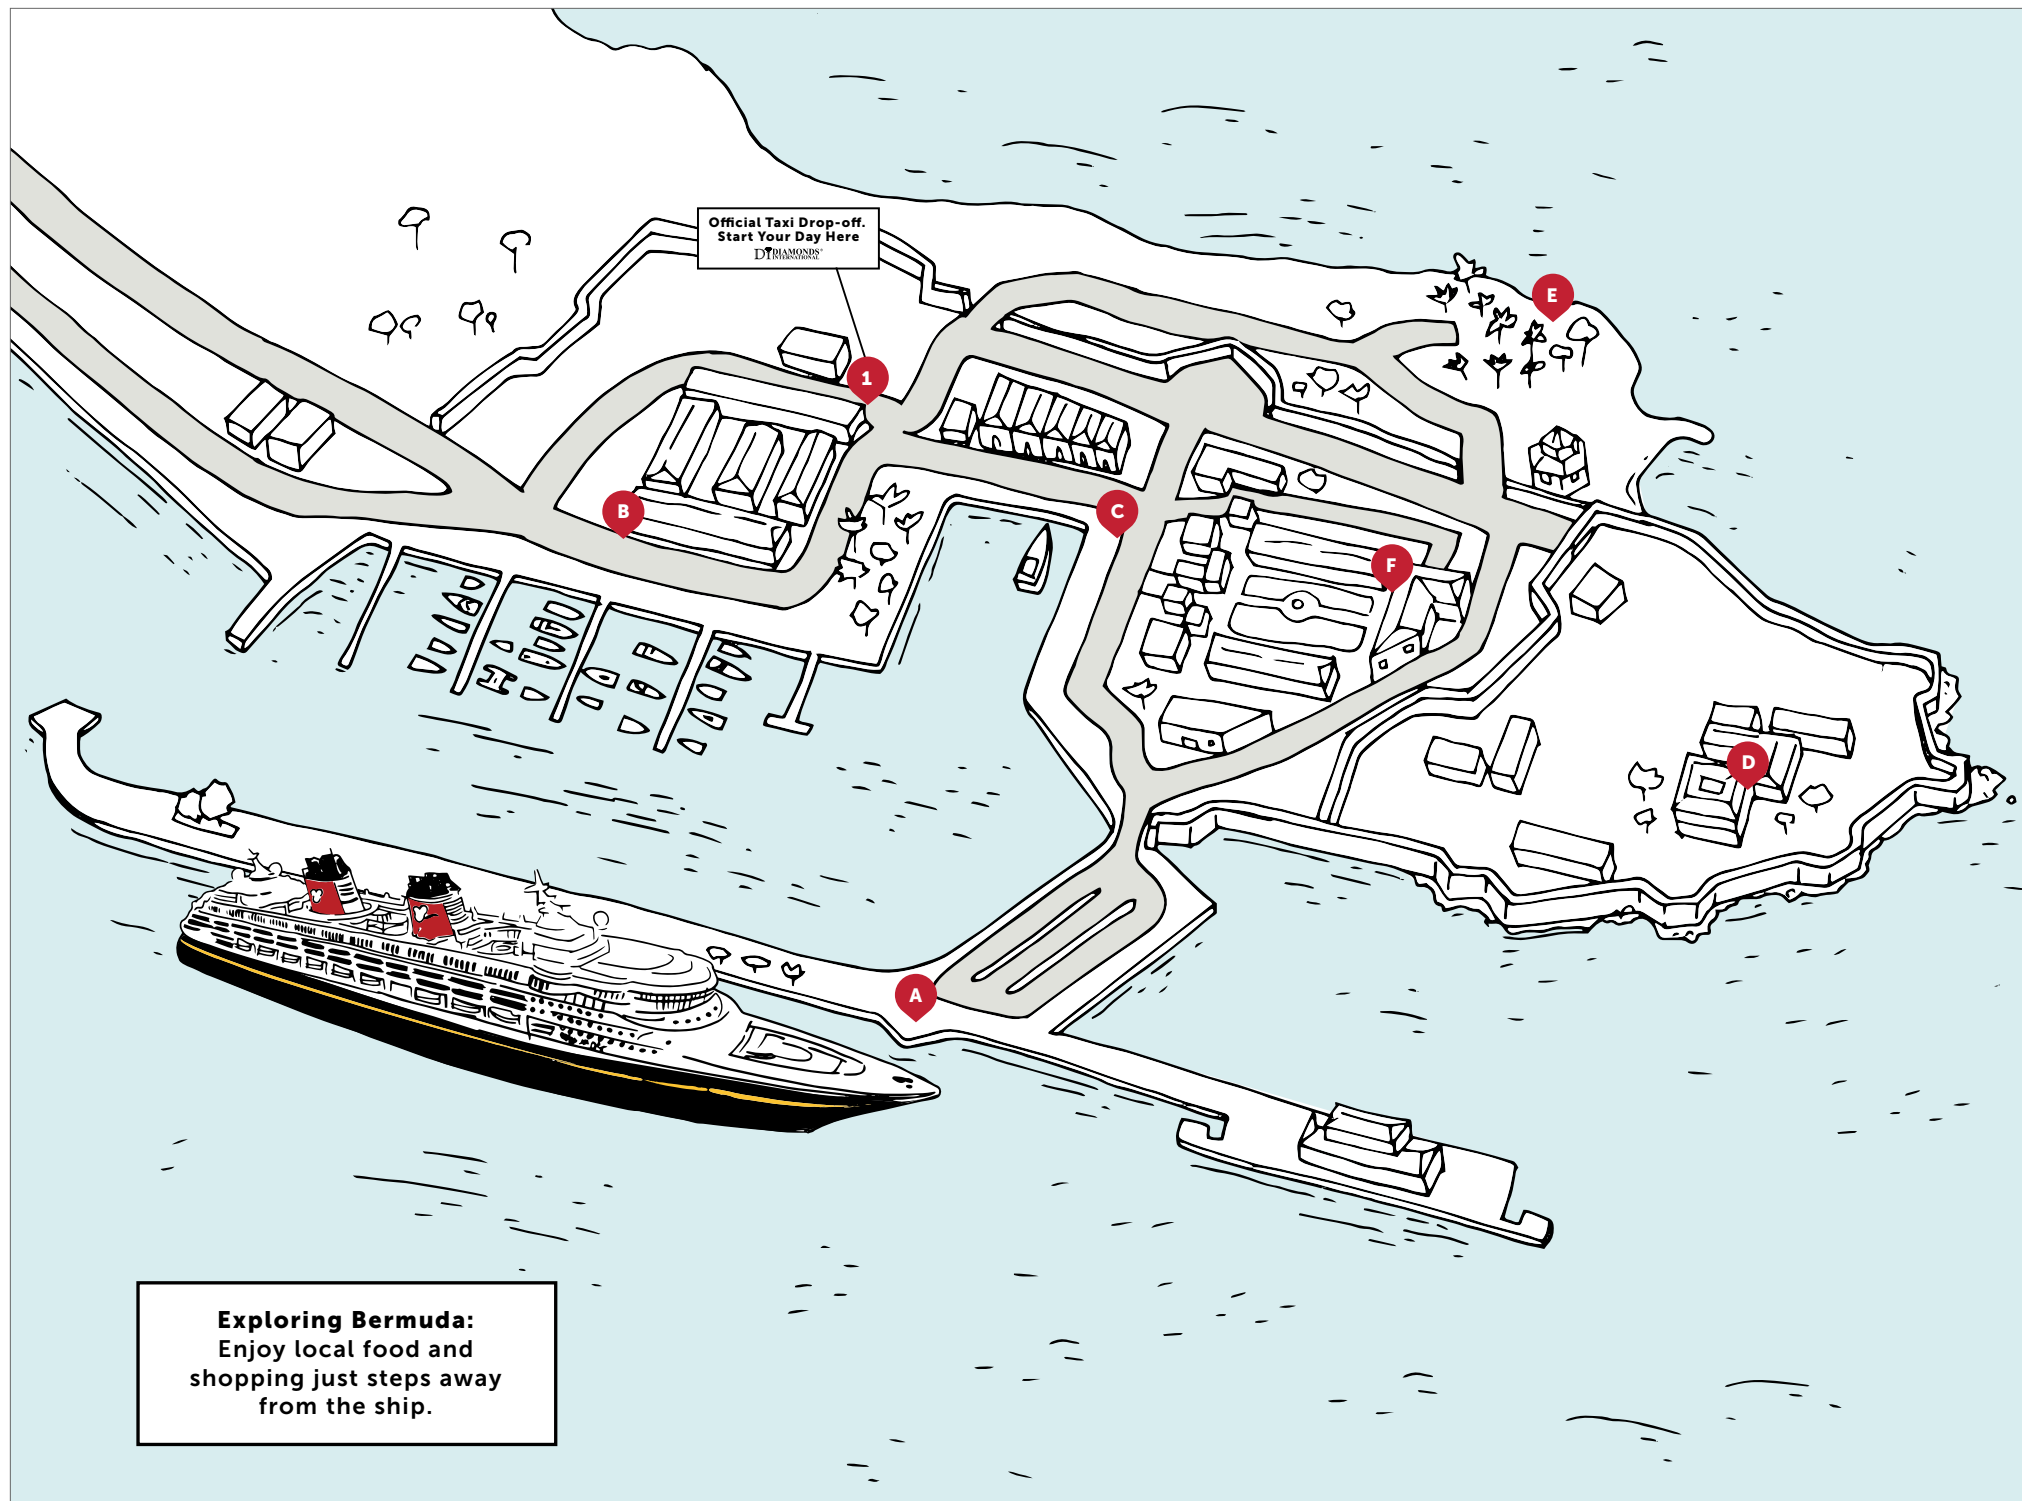 Official Taxi Drop-off.
Start Your Day Here
DI DIAMONDS
INTERNATIONAL
E
1
B
C
F
D
A
Exploring Bermuda:
Enjoy local food and
shopping just steps away
from the ship.